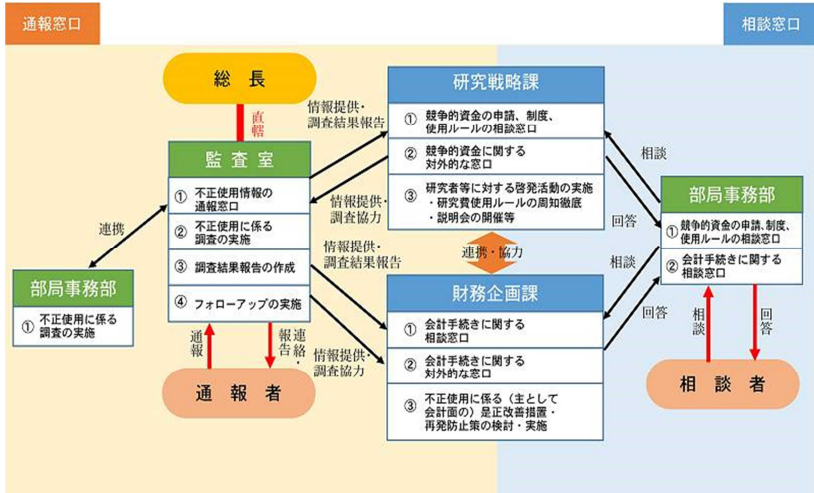 通報窓口
相談窓口
総長
直轄
監査室
① 不正使用情報の
通報窓口
② 不正使用に係る
調査の実施
③ 調査結果報告の作成
④ フォローアップの実施
連携
部局事務部
① 不正使用に係る
調査の実施
通報
連絡・
報告
通報者
情報提供・
調査結果報告
情報提供・
調査協力
情報提供・
調査結果報告
情報提供・
調査協力
研究戦略課
① 競争的資金の申請、制度、
使用ルールの相談窓口
② 競争的資金に関する
対外的な窓口
③ 研究者等に対する啓発活動の実施
・研究費使用ルールの周知徹底
・説明会の開催等
連携・協力
財務企画課
① 会計手続きに関する
相談窓口
② 会計手続きに関する
対外的な窓口
③ 不正使用に係る（主として
会計面の）是正改善措置・
再発防止策の検討・実施
相談
回答
相談
回答
部局事務部
① 競争的資金の申請、制度、
使用ルールの相談窓口
② 会計手続きに関する
相談窓口
相談
回答
相談者